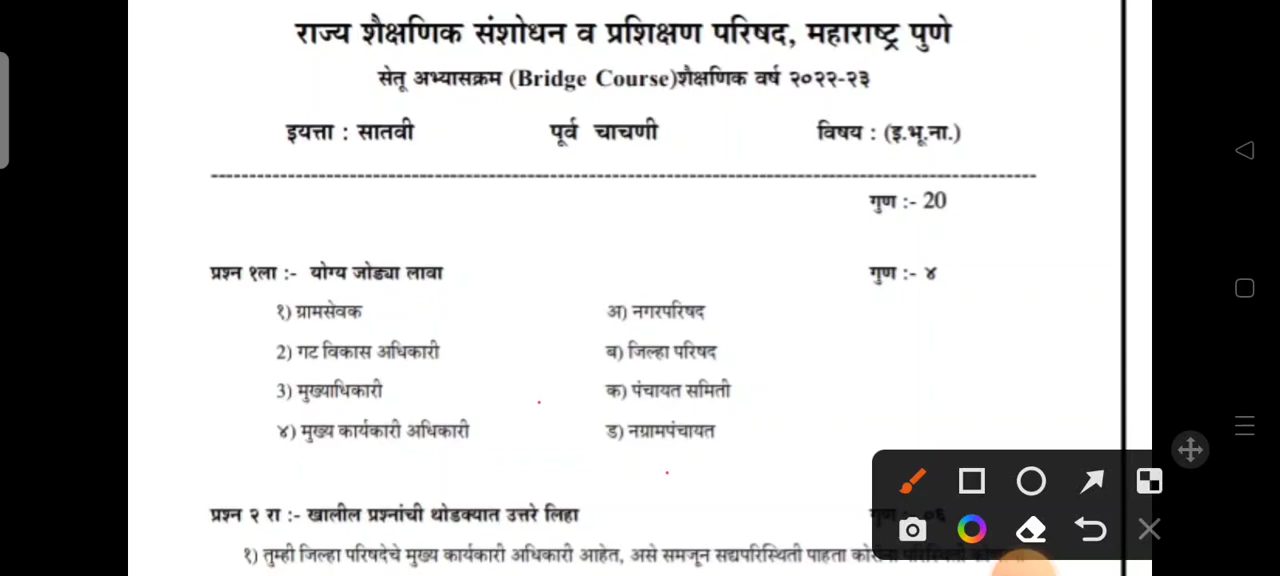 राज्य शैक्षणिक संशोधन व प्रशिक्षण परिषद, महाराष्ट्र पुणे
सेतू अभ्यासक्रम (Bridge Course)शैक्षणिक वर्ष २०२२-२३
इयत्ता : सातवी पूर्व चाचणी विषय : (इ.भू.ना.)
गुण :- 20
प्रश्न १ला :- योग्य जोड्या लावा गुण :- ४
१) ग्रामसेवक अ) नगरपरिषद
2) गट विकास अधिकारी ब) जिल्हा परिषद
3) मुख्याधिकारी क) पंचायत समिती
४) मुख्य कार्यकारी अधिकारी ड) नग्रामपंचायत
प्रश्न २ रा :- खालील प्रश्नांची थोडक्यात उत्तरे लिहा गुण :- ०६
१) तुम्ही जिल्हा परिषदेचे मुख्य कार्यकारी अधिकारी आहेत, असे समजून सद्यपरिस्थिती पाहता कोरोना परिस्थिती